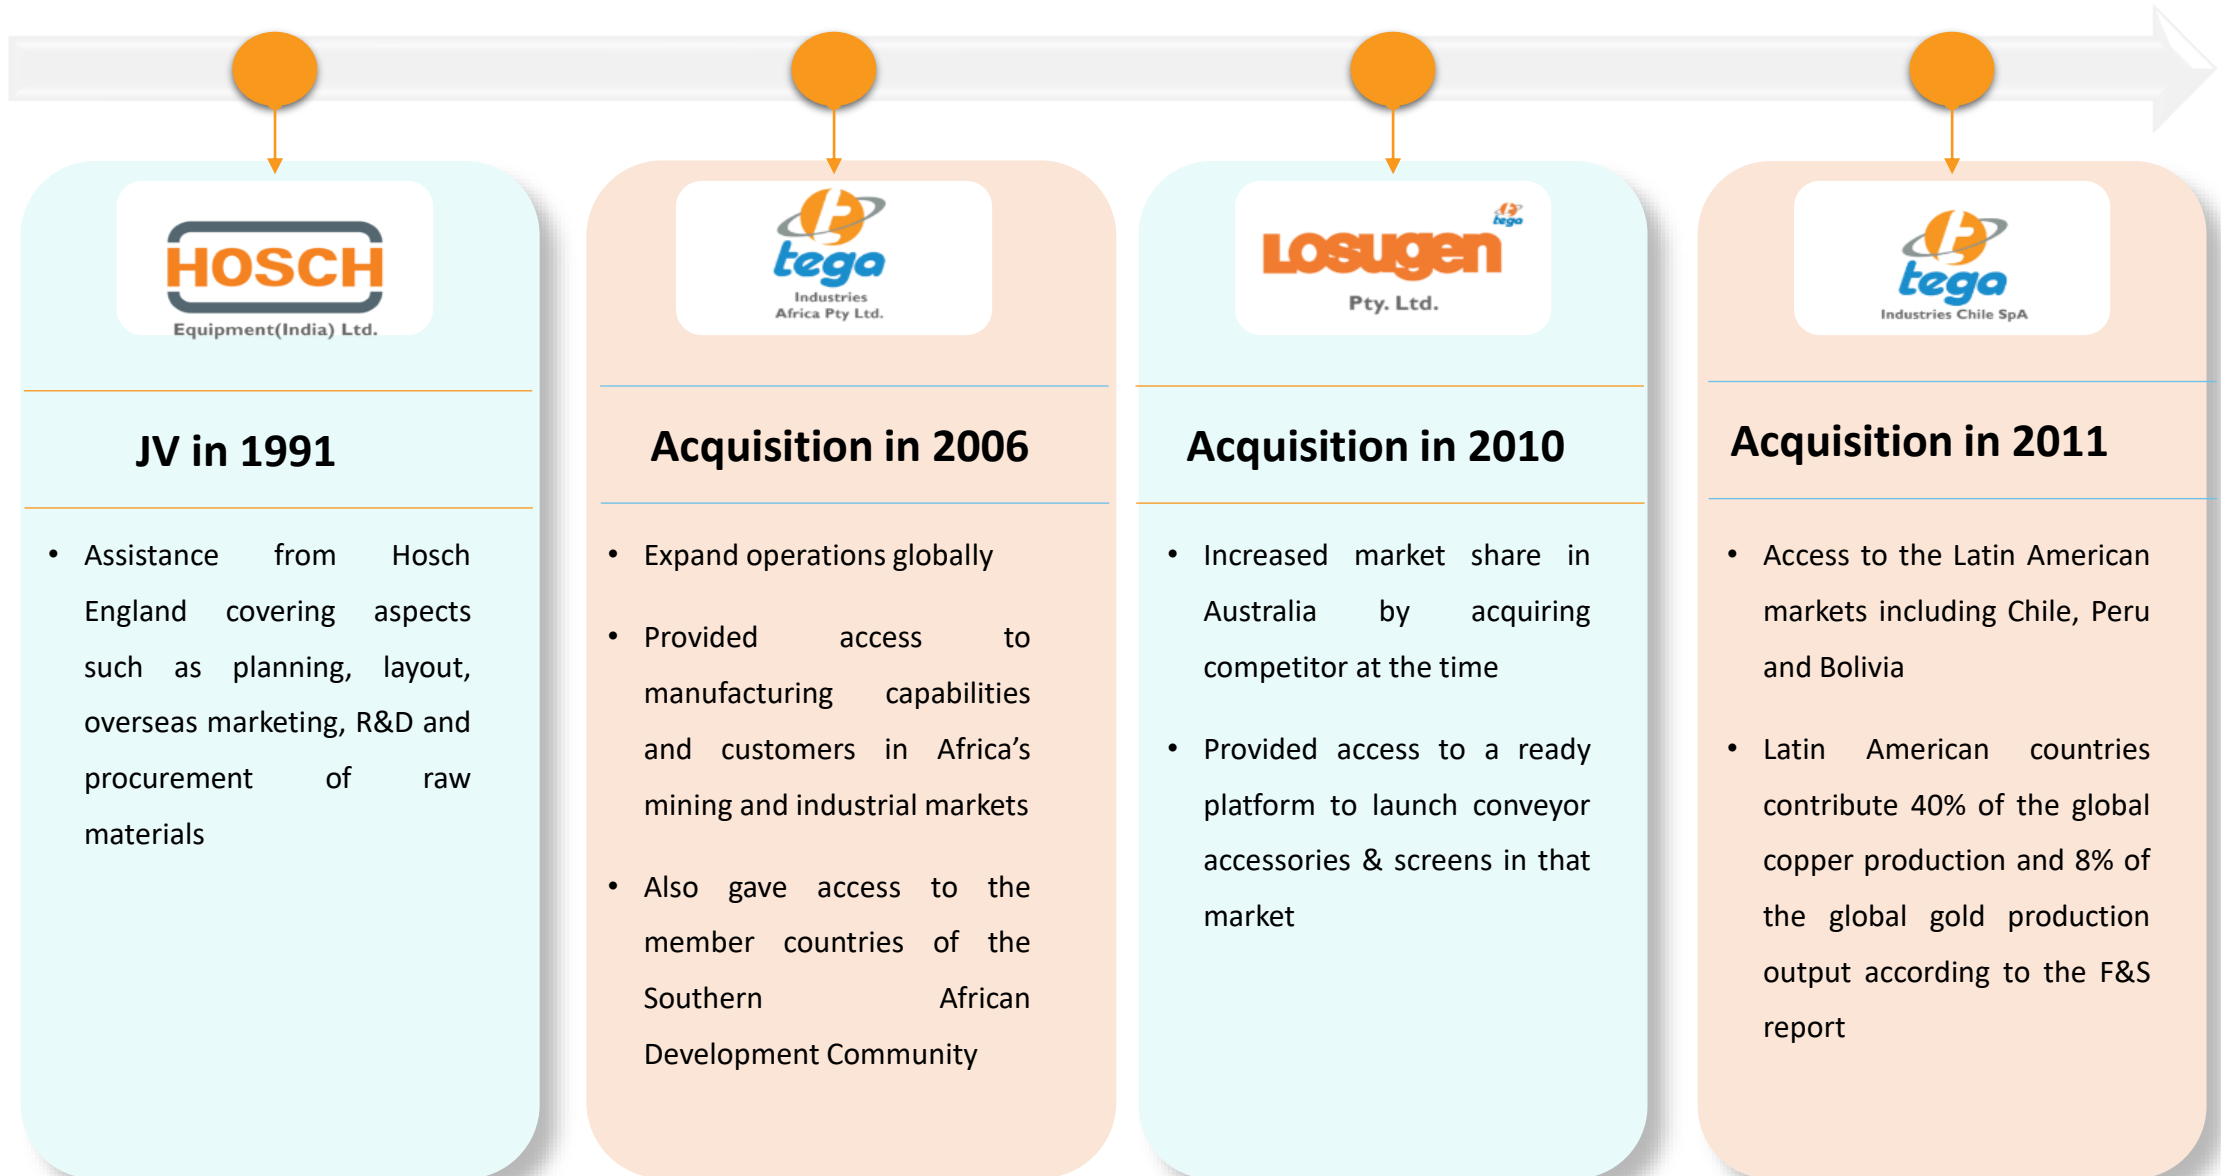 HOSCH
Equipment(India) Ltd.
JV in 1991
• Assistance from Hosch
England covering aspects
such as planning, layout,
overseas marketing, R&D and
procurement of raw
materials
tega
Industries
Africa Pty Ltd.
Acquisition in 2006
• Expand operations globally
• Provided access to
manufacturing capabilities
and customers in Africa’s
mining and industrial markets
• Also gave access to the
member countries of the
Southern African
Development Community
tega
LOSUGEN
Pty. Ltd.
Acquisition in 2010
• Increased market share in
Australia by acquiring
competitor at the time
• Provided access to a ready
platform to launch conveyor
accessories & screens in that
market
tega
Industries Chile SpA
Acquisition in 2011
• Access to the Latin American
markets including Chile, Peru
and Bolivia
• Latin American countries
contribute 40% of the global
copper production and 8% of
the global gold production
output according to the F&S
report